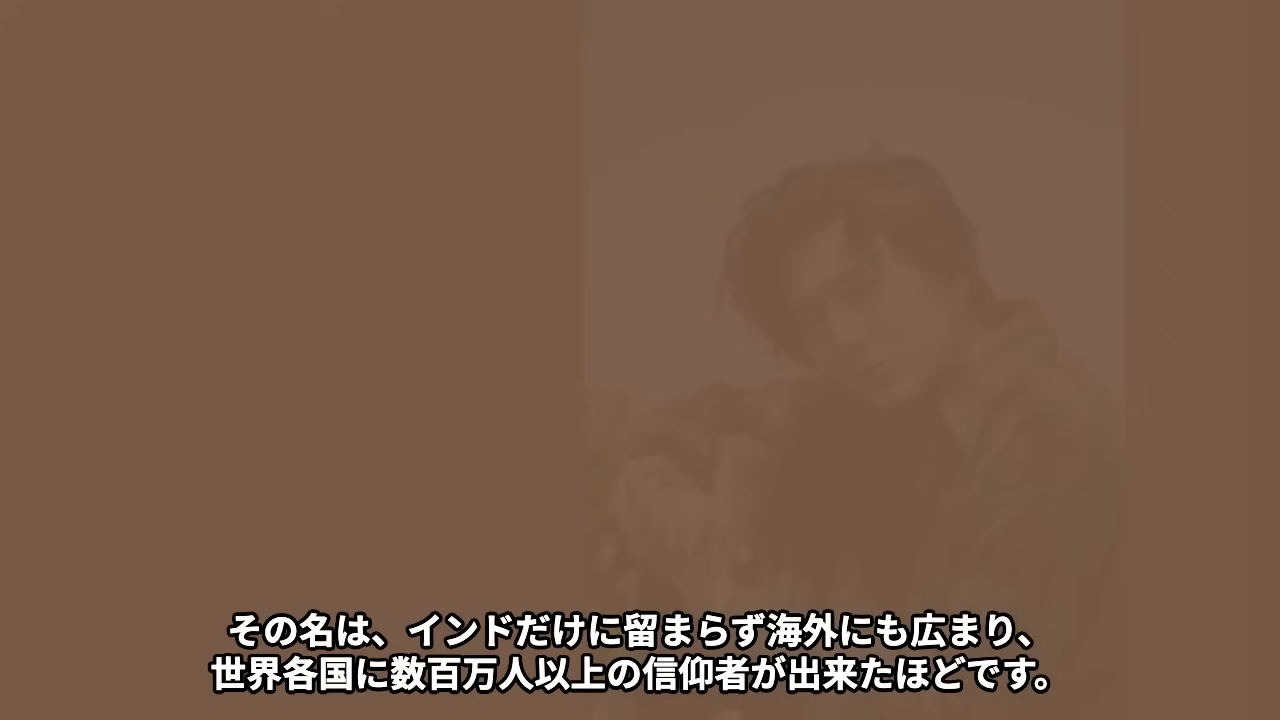 その名は、インドだけに留まらず海外にも広まり、
世界各国に数百万人以上の信仰者が出来たほどです。